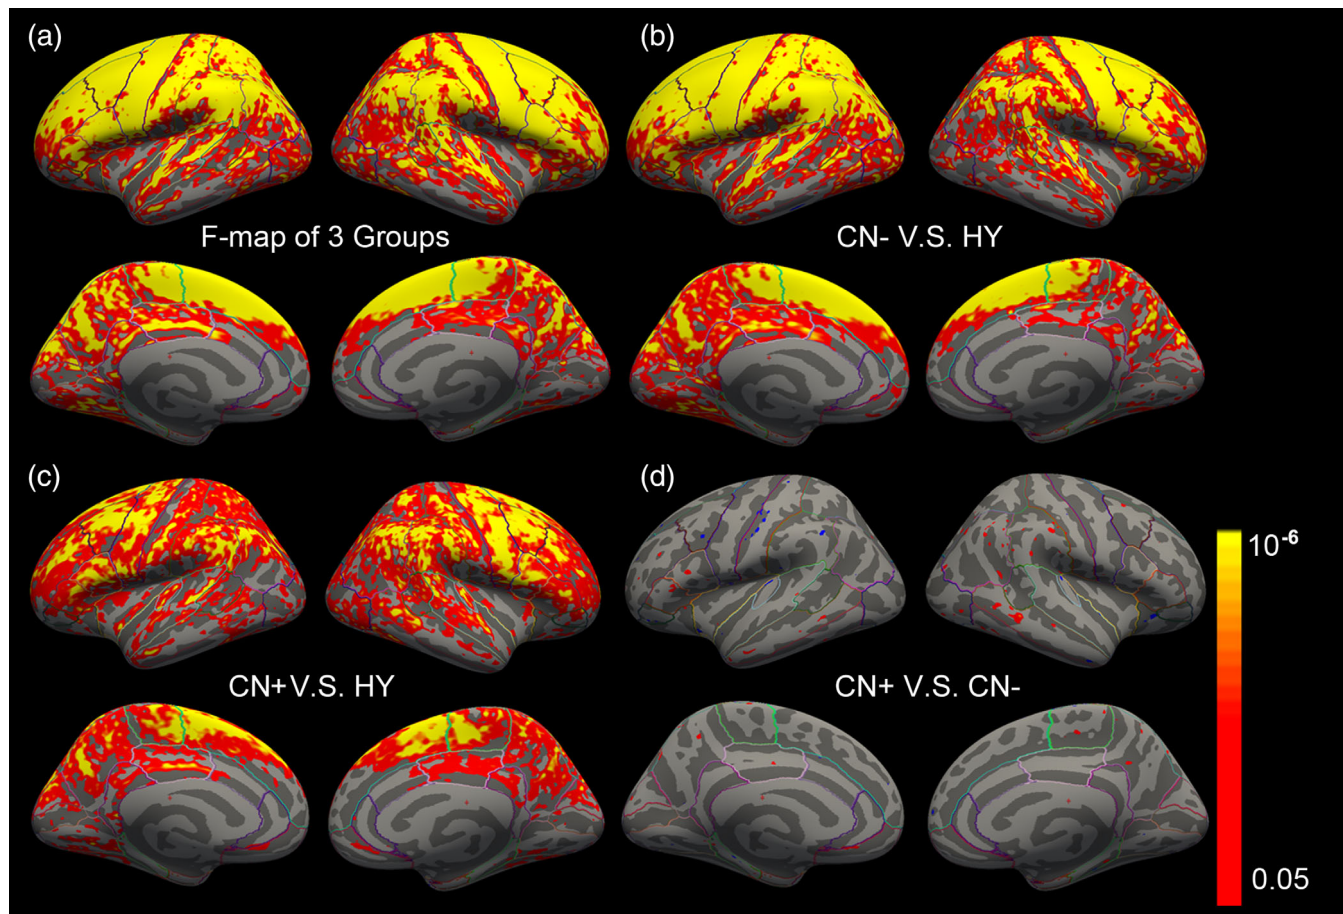 (a)
(b)
F-map of 3 Groups
CN- V.S. HY
(c)
(d)
10-6
CN+ V.S. HY
CN+ V.S. CN-
0.05